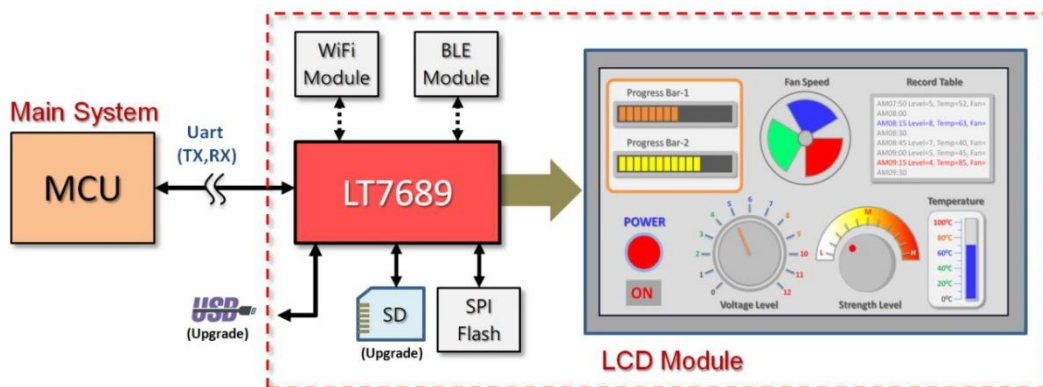 Main System
MCU
Uart
(TX,RX)
WiFi
Module
BLE
Module
LT7689
USB
(Upgrade)
SD
(Upgrade)
SPI
Flash
Progress Bar-1
Progress Bar-2
Fan Speed
Record Table
AM07:50 Level=5, Temp=52, Fan=
AM08:00
AM08:15 Level=8, Temp=63, Fan=
AM08:30
AM08:45 Level=7, Temp=40, Fan=
AM09:00 Level=5, Temp=45, Fan=
AM09:15 Level=4, Temp=85, Fan=
AM09:30
POWER
ON
0
1
2
3
4
5
6
7
8
9
10
11
12
Voltage Level
L
M
H
Strength Level
Temperature
100°C
80°C
60°C
40°C
20°C
0°C
LCD Module